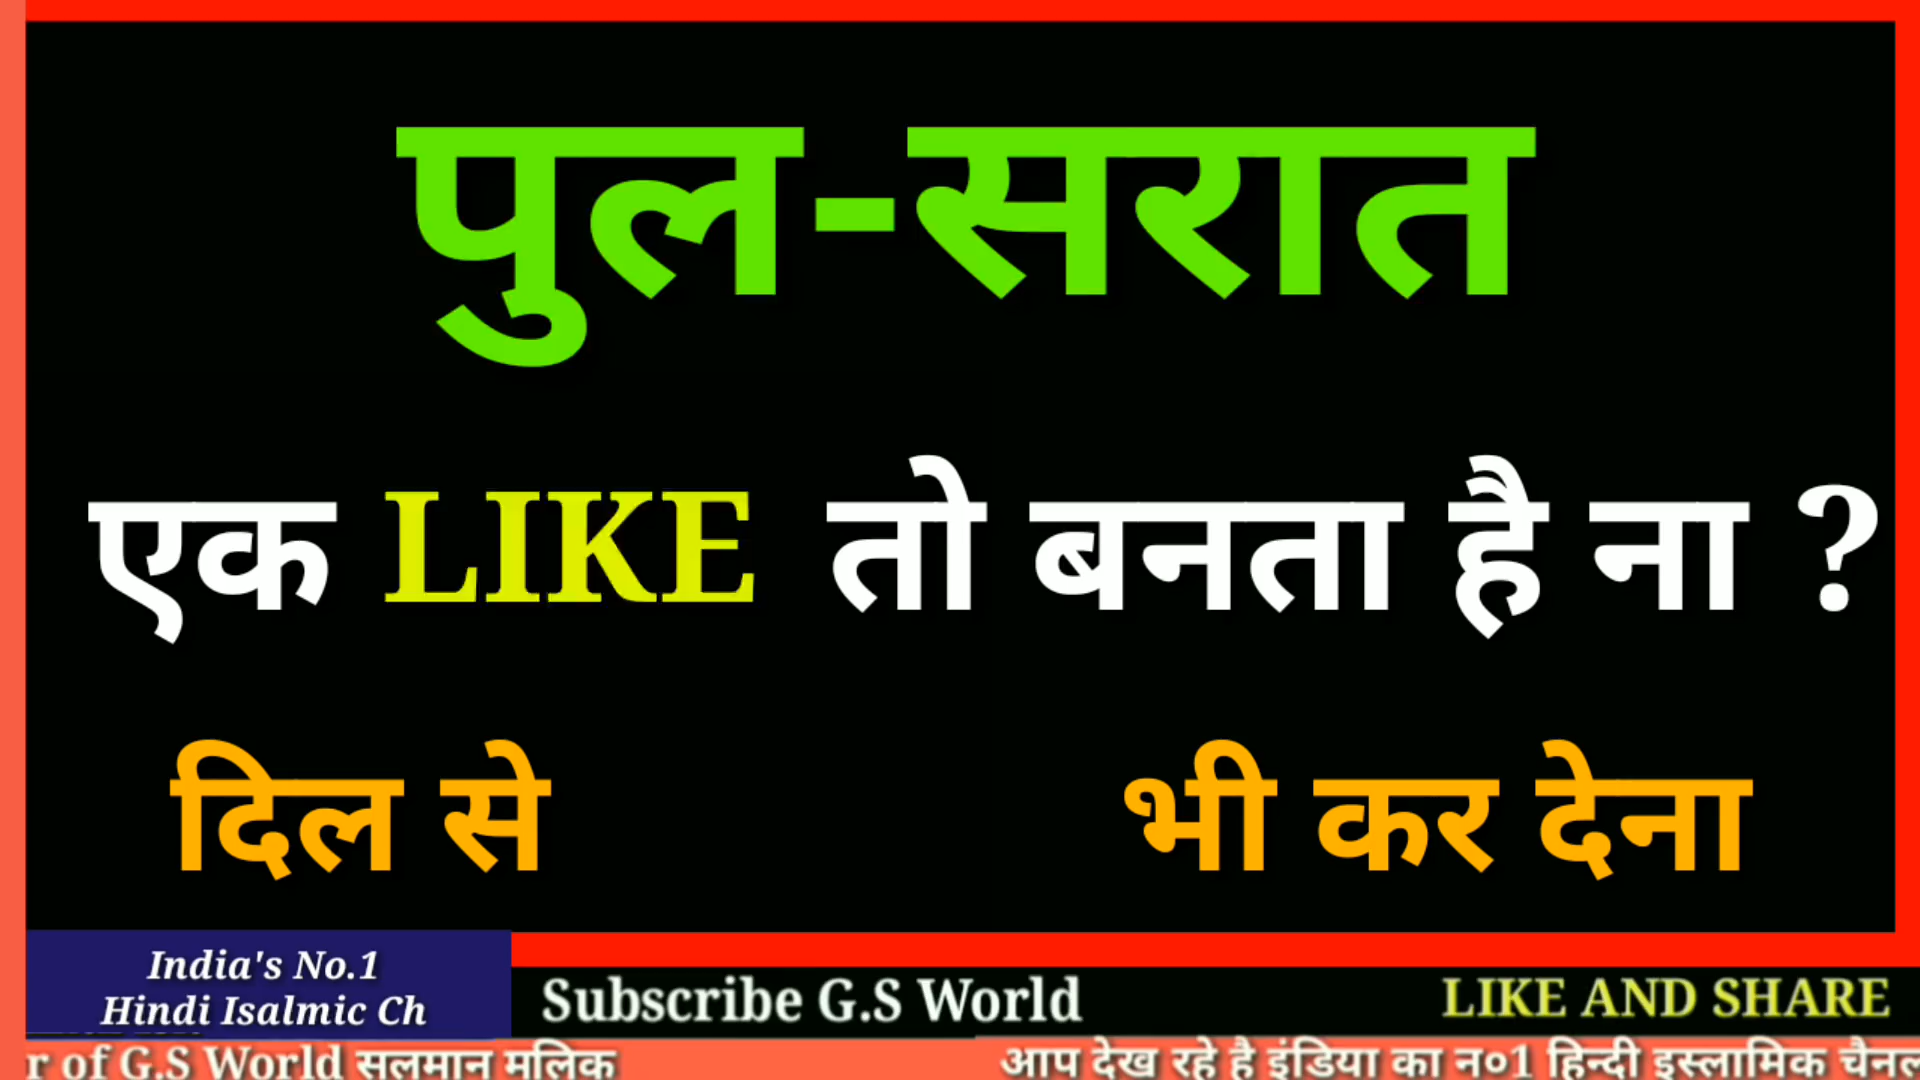 पुल-सरात
एक LIKE तो बनता है ना ?
दिल से भी कर देना
India's No.1
Hindi Isalmic Ch
Subscribe G.S World
LIKE AND SHARE
r of G.S World सलमान मलिक
आप देख रहे है इंडिया का न०1 हिन्दी इस्लामिक चैनल